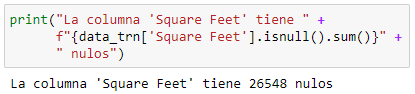 print("La columna 'Square Feet' tiene " +
f"{data_trn['Square Feet'].isnull().sum()}" +
" nulos")
La columna 'Square Feet' tiene 26548 nulos